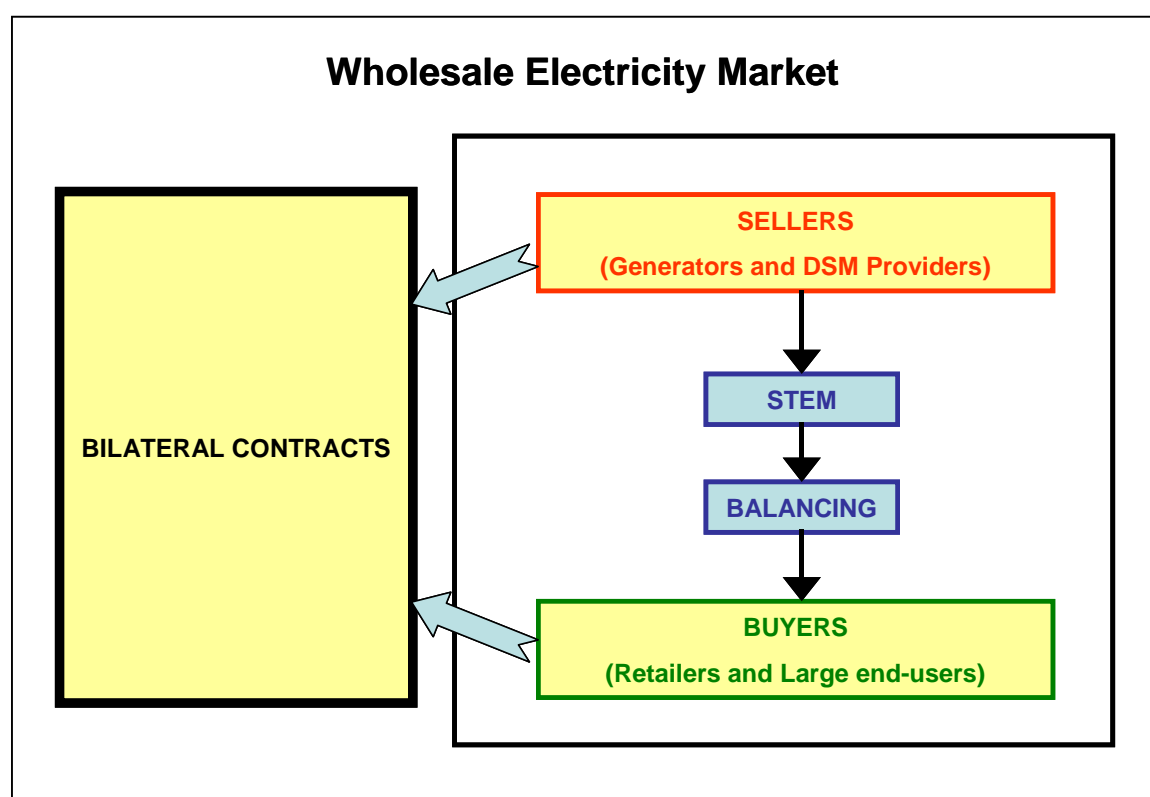 Wholesale Electricity Market
SELLERS
(Generators and DSM Providers)
STEM
BILATERAL CONTRACTS
BALANCING
BUYERS
(Retailers and Large end-users)